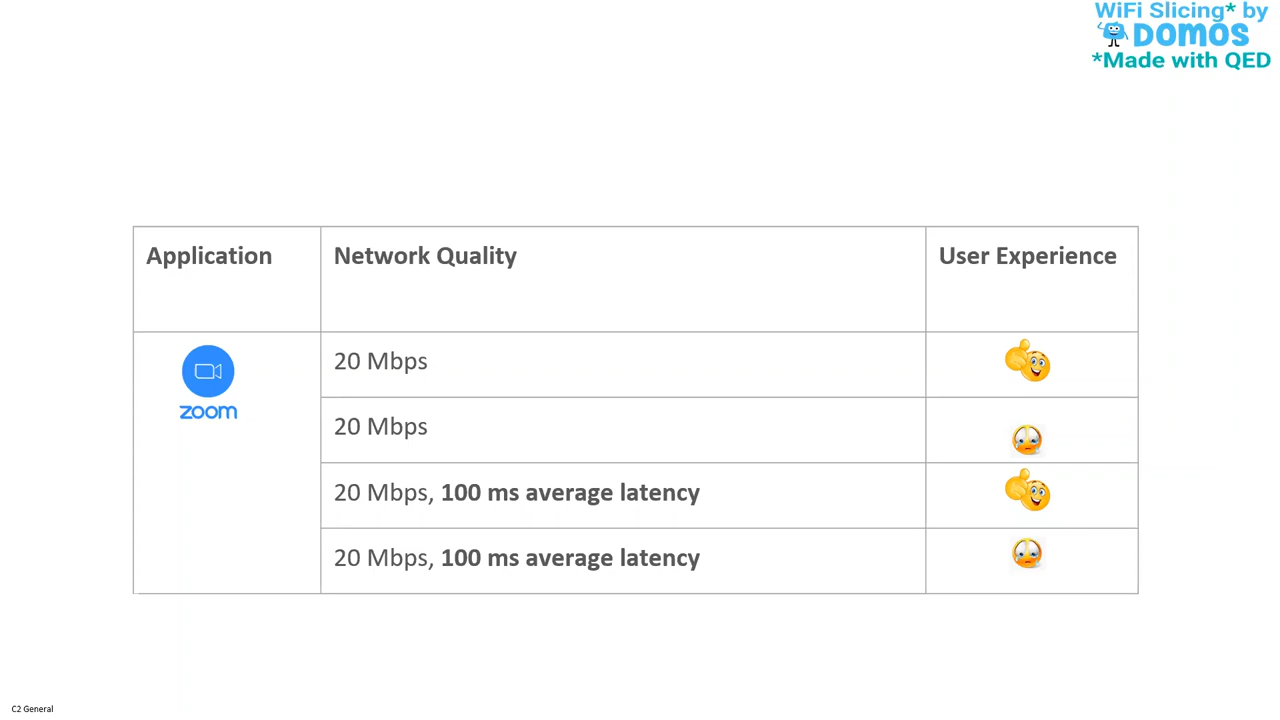 WiFi Slicing* by
DOMOS
*Made with QED
Application
Network Quality
User Experience
zoom
20 Mbps
20 Mbps
20 Mbps, 100 ms average latency
20 Mbps, 100 ms average latency
C2 General